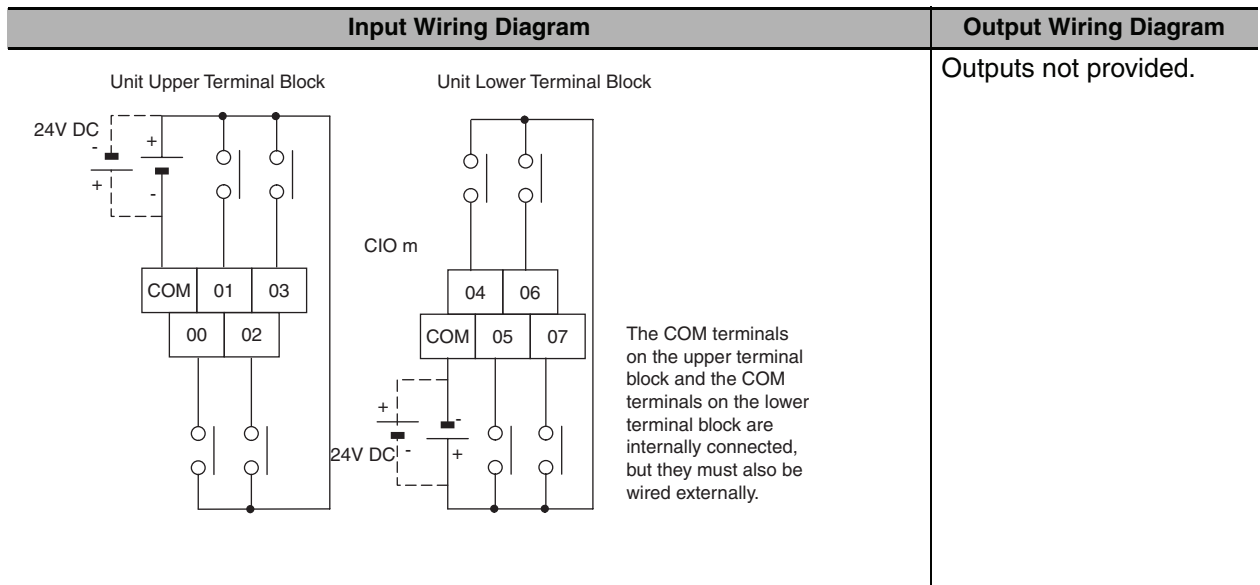 Input Wiring Diagram
Output Wiring Diagram
Outputs not provided.
Unit Upper Terminal Block
Unit Lower Terminal Block
24V DC
-
+
+
-
CIO m
COM 01 03
00 02
04 06
COM 05 07
The COM terminals
on the upper terminal
block and the COM
terminals on the lower
terminal block are
internally connected,
but they must also be
wired externally.
+
-
24V DC
-
+